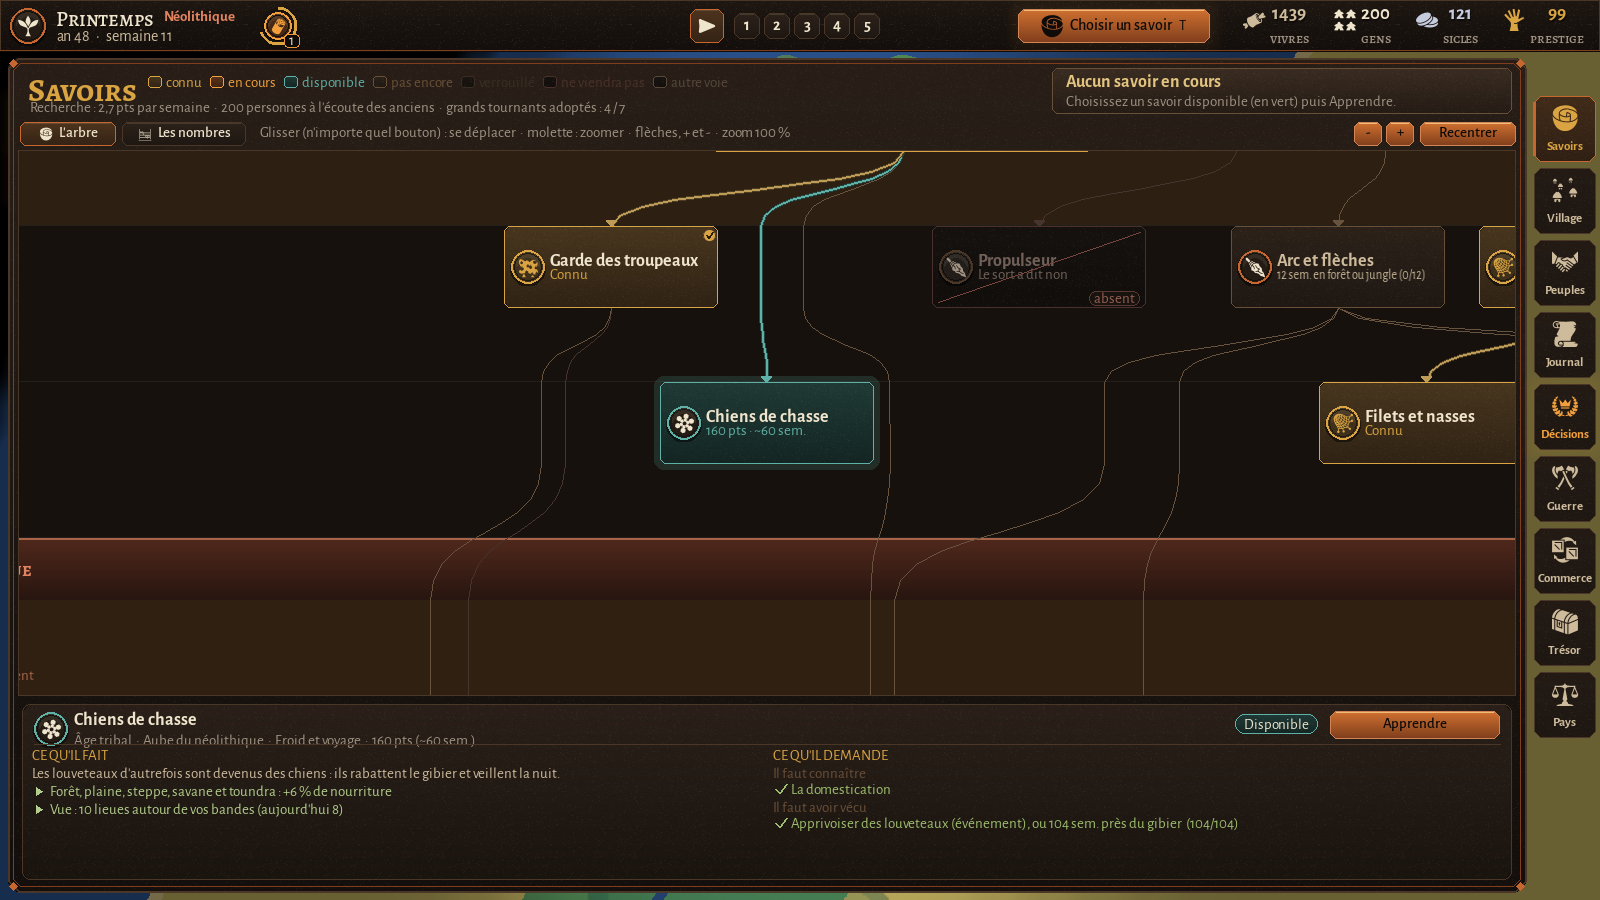 Printemps Néolithique
an 48 · semaine 11
1
1 2 3 4 5
Choisir un savoir T
1439 VIVRES
200 GENS
121 SICLES
99 PRESTIGE
Savoirs
connu en cours disponible pas encore verrouillé ne viendra pas autre voie
Recherche : 2,7 pts par semaine · 200 personnes à l'écoute des anciens · grands tournants adoptés : 4 / 7
Aucun savoir en cours
Choisissez un savoir disponible (en vert) puis Apprendre.
L'arbre
Les nombres
Glisser (n'importe quel bouton) : se déplacer · molette : zoomer · flèches, + et - · zoom 100 %
- + Recentrer
Garde des troupeaux
Connu
Propulseur
Le sort a dit non
absent
Arc et flèches
12 sem. en forêt ou jungle (0/12)
Chiens de chasse
160 pts · ~60 sem.
Filets et nasses
Connu
UE
ent
Chiens de chasse
Âge tribal · Aube du néolithique · Froid et voyage · 160 pts (~60 sem.)
Disponible
Apprendre
CE QU'IL FAIT
Les louveteaux d'autrefois sont devenus des chiens : ils rabattent le gibier et veillent la nuit.
Forêt, plaine, steppe, savane et toundra : +6 % de nourriture
Vue : 10 lieues autour de vos bandes (aujourd'hui 8)
CE QU'IL DEMANDE
Il faut connaître
La domestication
Il faut avoir vécu
Apprivoiser des louveteaux (événement), ou 104 sem. près du gibier (104/104)
Savoirs
Village
Peuples
Journal
Décisions
Guerre
Commerce
Trésor
Pays